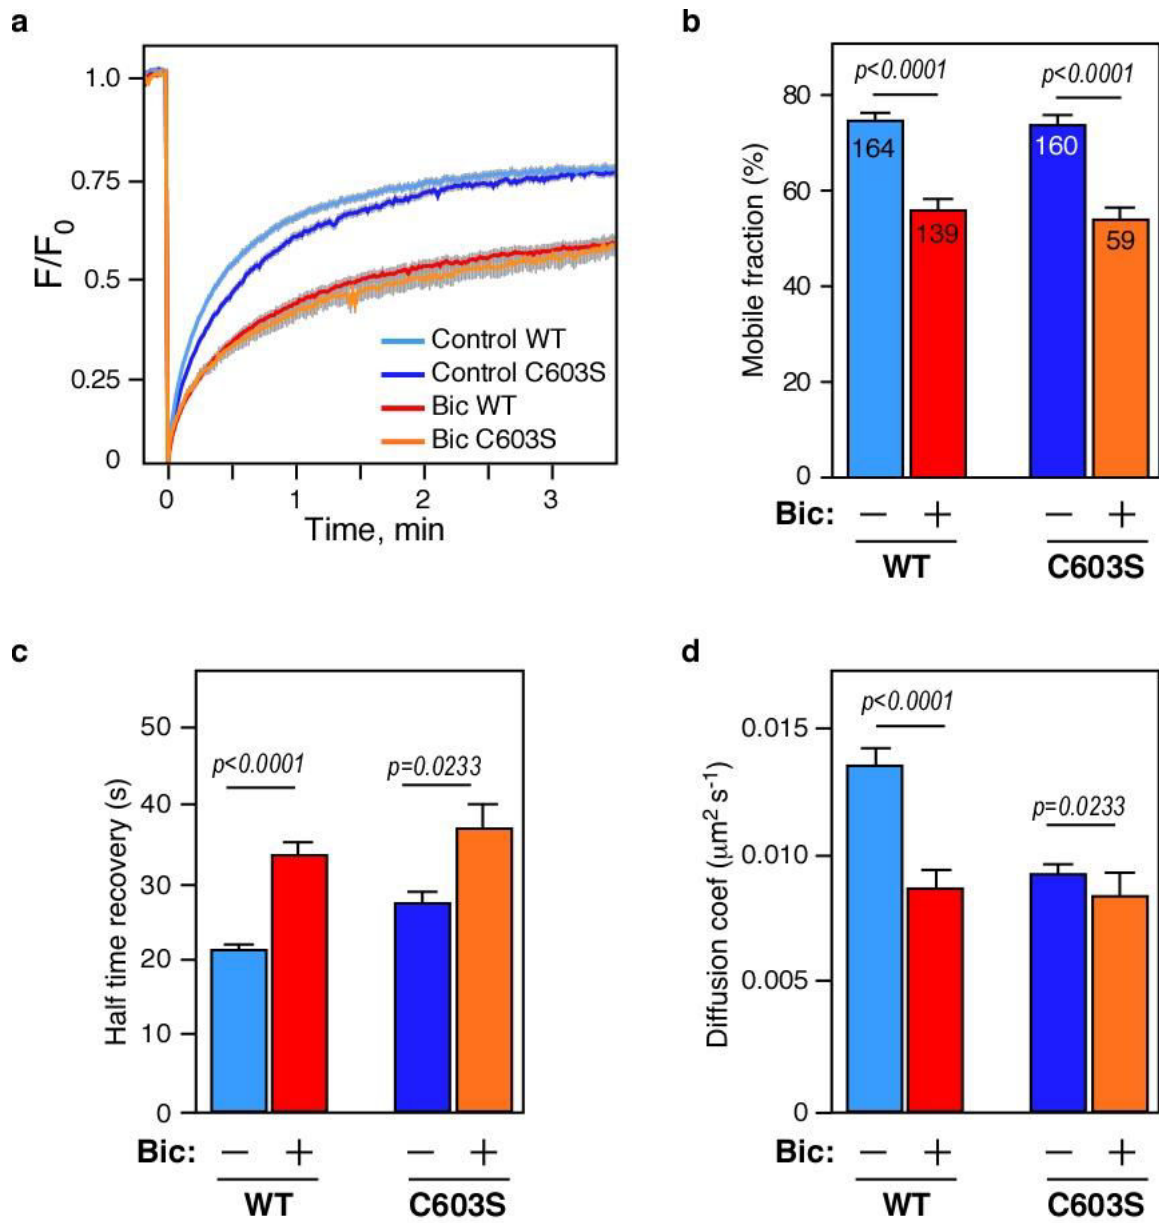 a
1.0
0.75
0.5
0.25
0
F/F0
Control WT
Control C603S
Bic WT
Bic C603S
0 1 2 3
Time, min
b
p<0.0001 p<0.0001
80
60
40
20
0
Mobile fraction (%)
164 139 160 59
Bic: − + − +
WT C603S
c
50
40
30
20
10
0
Half time recovery (s)
p<0.0001 p=0.0233
Bic: − + − +
WT C603S
d
0.015
0.010
0.005
0
Diffusion coef (μm² s⁻¹)
p<0.0001
p=0.0233
Bic: − + − +
WT C603S